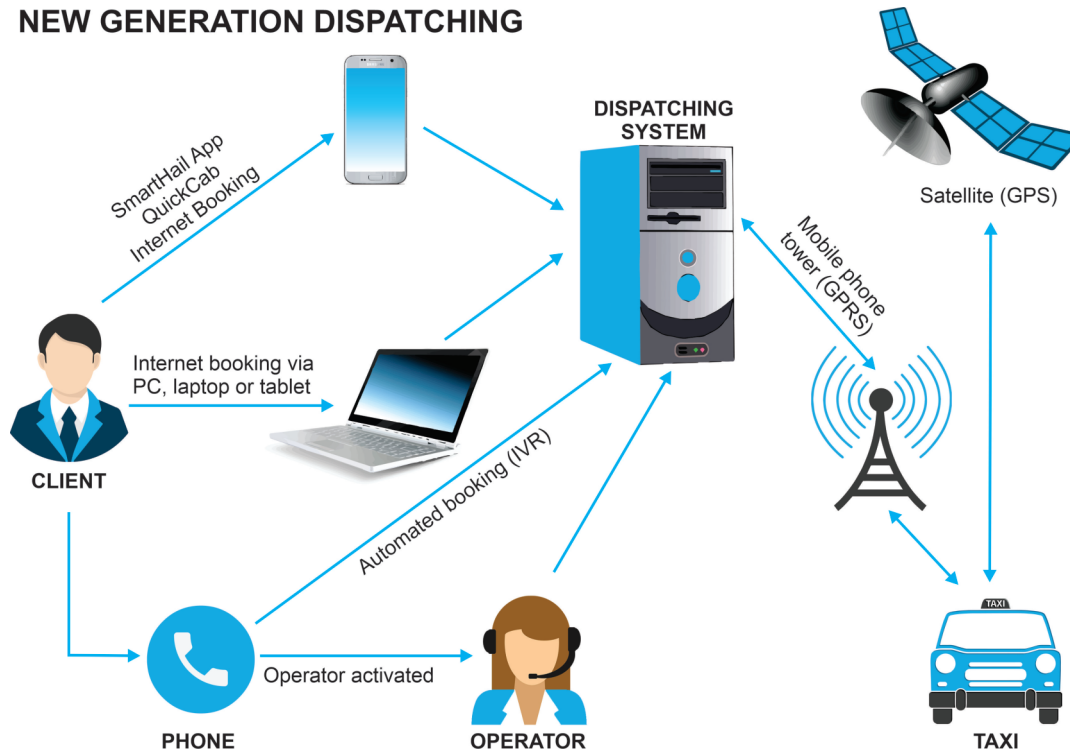 NEW GENERATION DISPATCHING
DISPATCHING
SYSTEM
SmartHail App
QuickCab
Internet Booking
Satellite (GPS)
Mobile phone
tower (GPRS)
Internet booking via
PC, laptop or tablet
CLIENT
Automated booking (IVR)
Operator activated
TAXI
PHONE
OPERATOR
TAXI